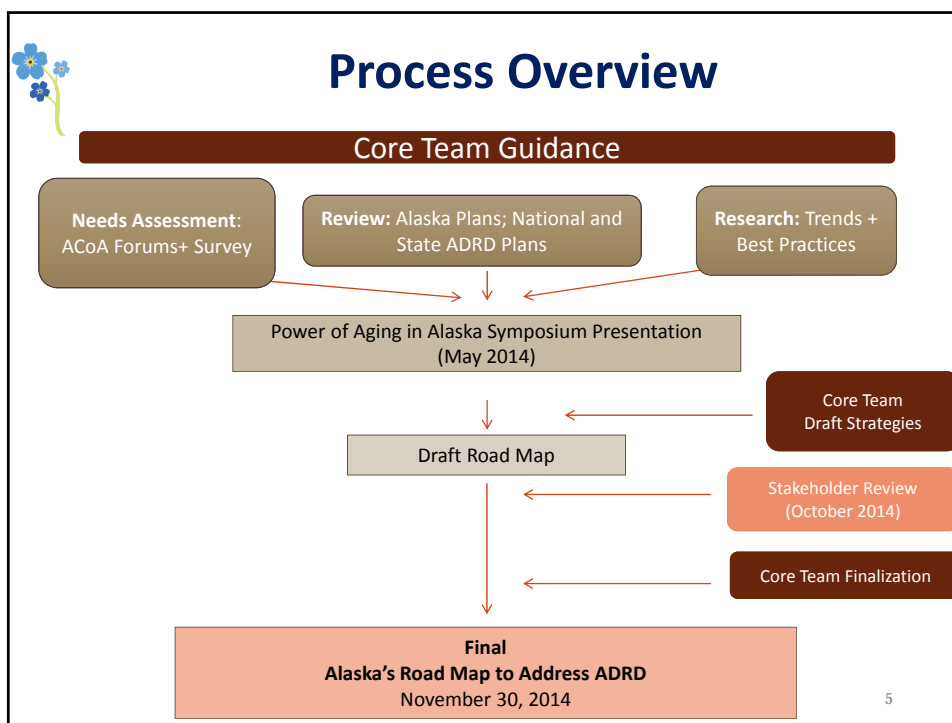 Process Overview
Core Team Guidance
Needs Assessment:
ACoA Forums+ Survey
Review: Alaska Plans; National and
State ADRD Plans
Research: Trends +
Best Practices
Power of Aging in Alaska Symposium Presentation
(May 2014)
Core Team
Draft Strategies
Draft Road Map
Stakeholder Review
(October 2014)
Core Team Finalization
Final
Alaska’s Road Map to Address ADRD
November 30, 2014
5